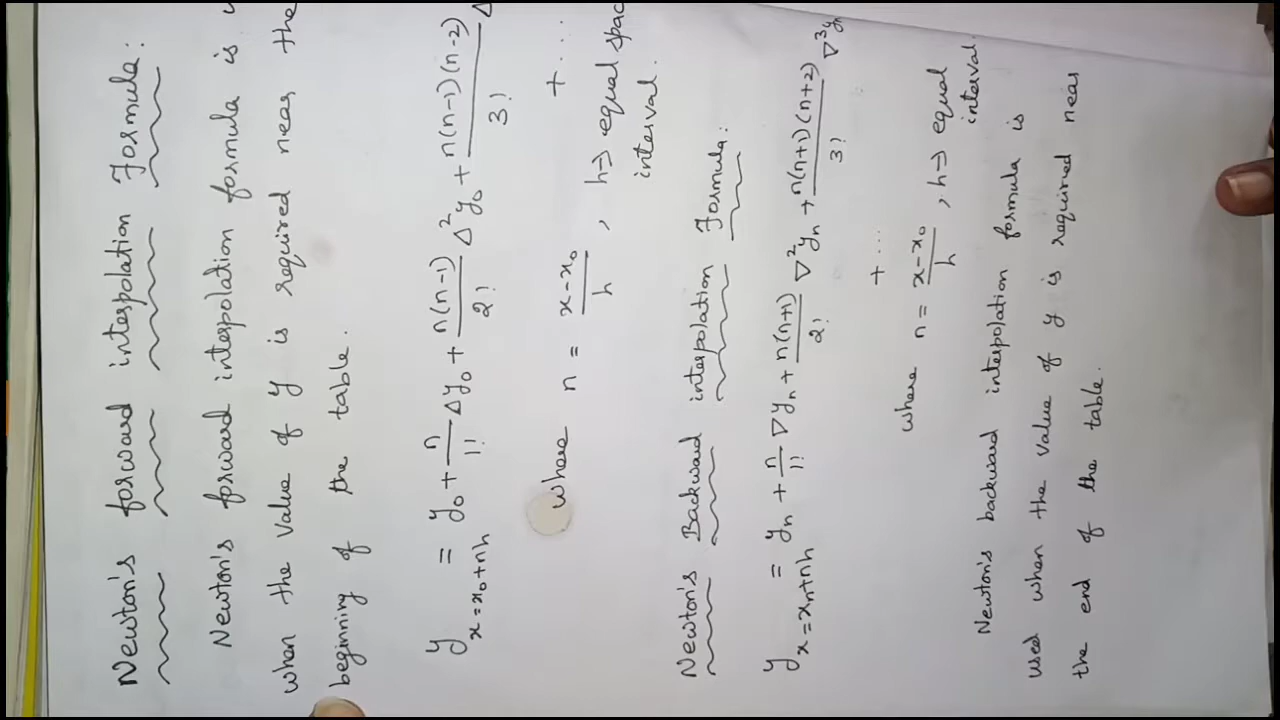 Newton's forward interpolation Formula:
Newton's forward interpolation formula is
when the value of y is required near the
beginning of the table.
y_{x=x₀+nh} = y₀ + n/1! Δy₀ + n(n-1)/2! Δ²y₀ + n(n-1)(n-2)/3! Δ
+ ....
where n = (x-x₀)/h , h⇒ equal spac
interval.
Newton's Backward interpolation Formula:
y_{x=xₙ+nh} = yₙ + n/1! ∇yₙ + n(n+1)/2! ∇²yₙ + n(n+1)(n+2)/3! ∇³yₙ
+ ...
where n = (x-x₀)/h , h⇒ equal
interval.
Newton's backward interpolation formula is
used when the value of y is required near
the end of the table.